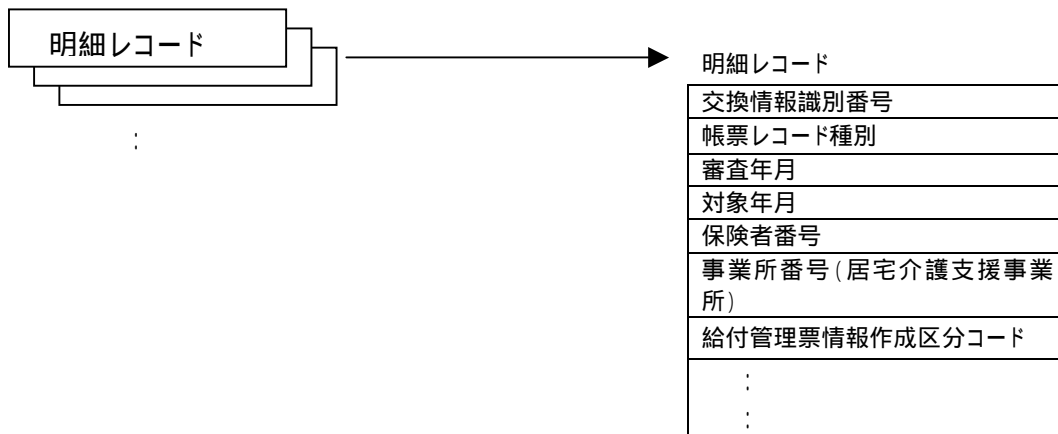 明細レコード
:
明細レコード
交換情報識別番号
帳票レコード種別
審査年月
対象年月
保険者番号
事業所番号(居宅介護支援事業
所)
給付管理票情報作成区分コード
:
: